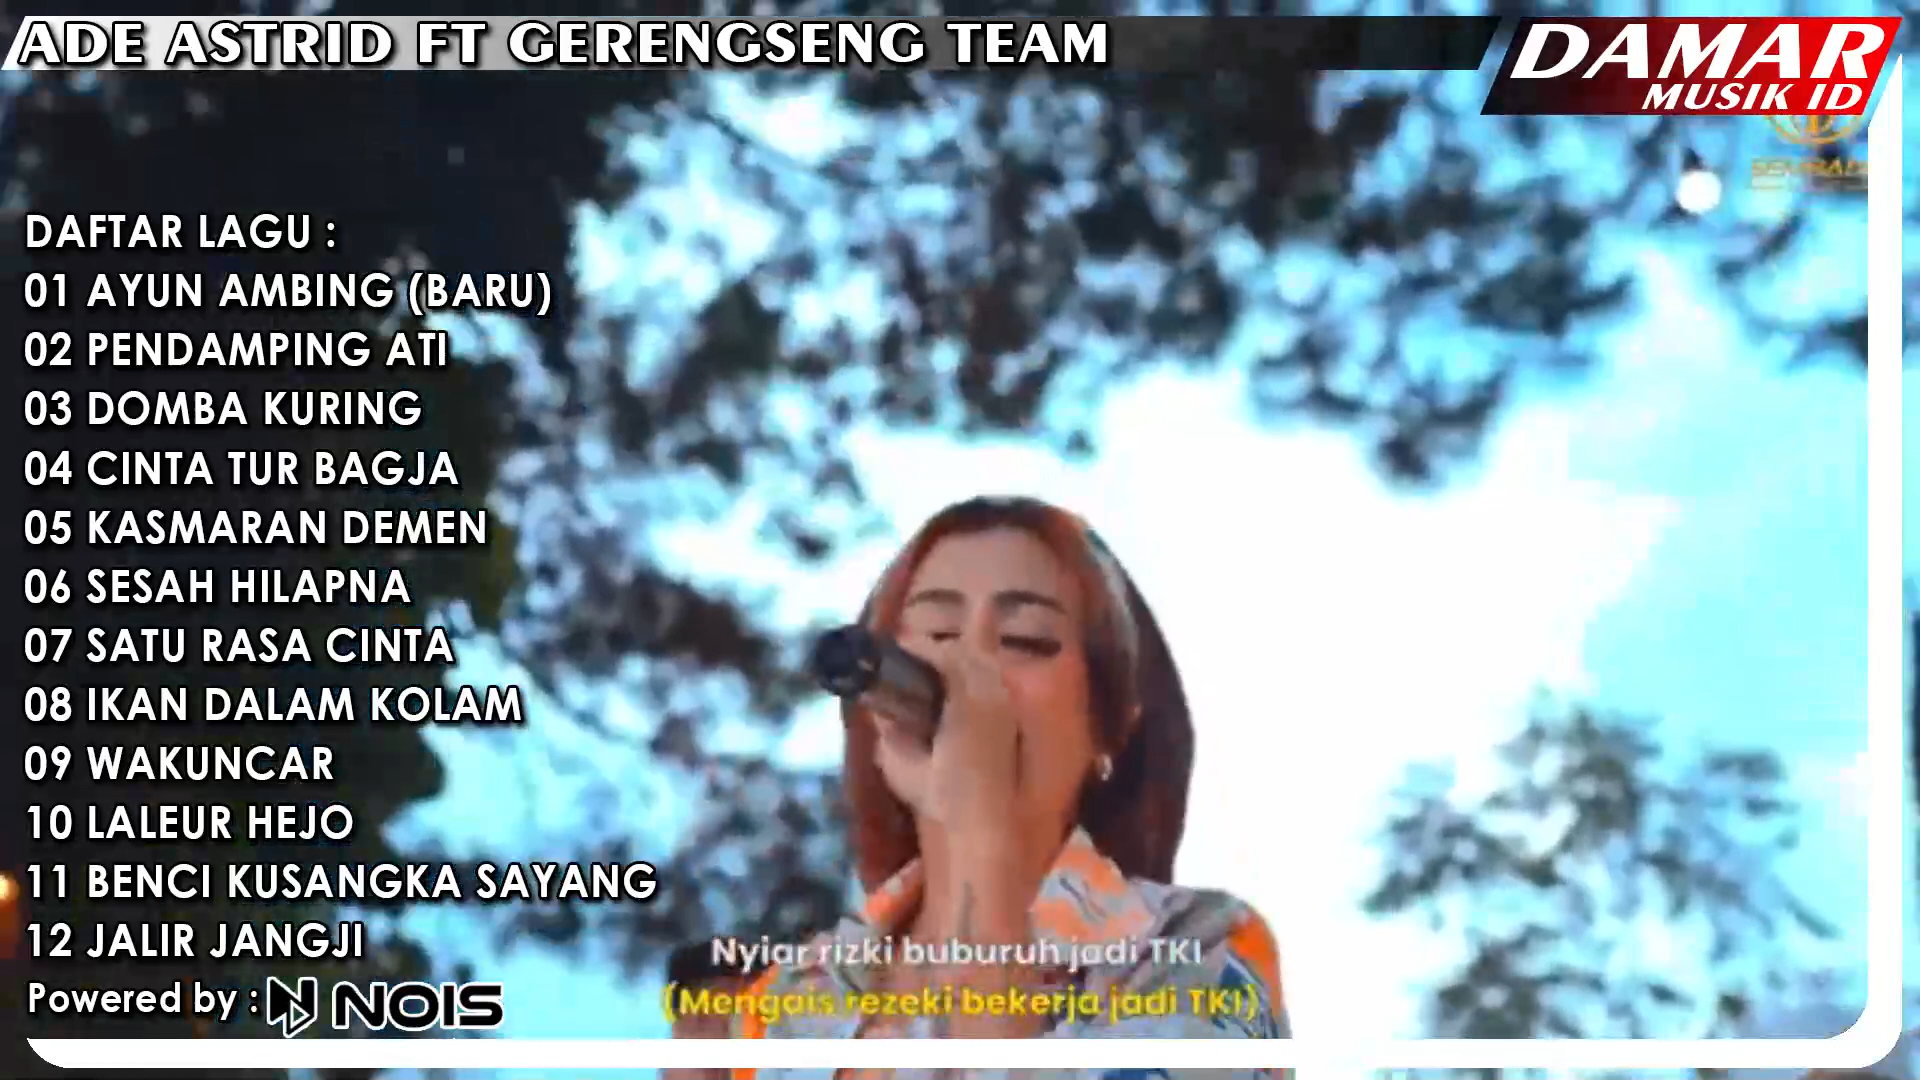 ADE ASTRID FT GERENGSENG TEAM
DAMAR
MUSIK ID
DAFTAR LAGU :
01 AYUN AMBING (BARU)
02 PENDAMPING ATI
03 DOMBA KURING
04 CINTA TUR BAGJA
05 KASMARAN DEMEN
06 SESAH HILAPNA
07 SATU RASA CINTA
08 IKAN DALAM KOLAM
09 WAKUNCAR
10 LALEUR HEJO
11 BENCI KUSANGKA SAYANG
12 JALIR JANGJI
Powered by : NOIS
Nyiar rizki buburuh jadi TKI
(Mengais rezeki bekerja jadi TKI)